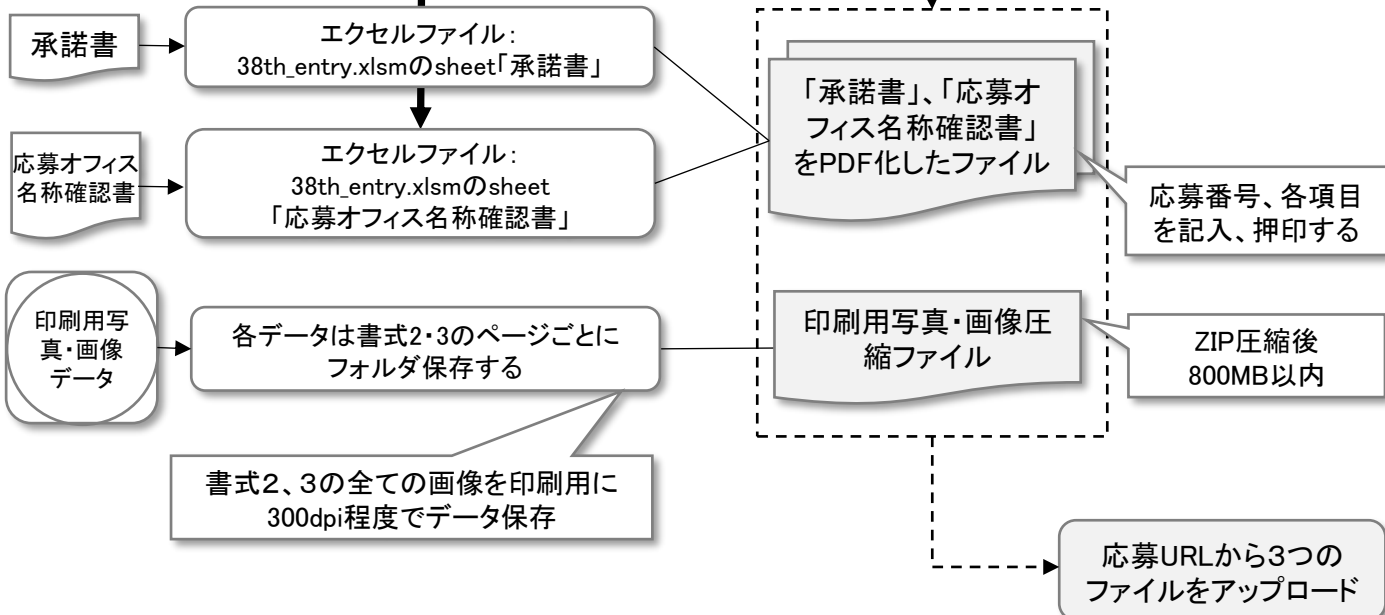 承諾書
エクセルファイル：
38th_entry.xlsmのsheet「承諾書」
「承諾書」、「応募オ
フィス名称確認書」
をPDF化したファイル
応募オフィス
名称確認書
エクセルファイル：
38th_entry.xlsmのsheet
「応募オフィス名称確認書」
応募番号、各項目
を記入、押印する
印刷用写
真・画像
データ
各データは書式2・3のページごとに
フォルダ保存する
印刷用写真・画像圧
縮ファイル
ZIP圧縮後
800MB以内
書式２、３の全ての画像を印刷用に
300dpi程度でデータ保存
応募URLから３つの
ファイルをアップロード